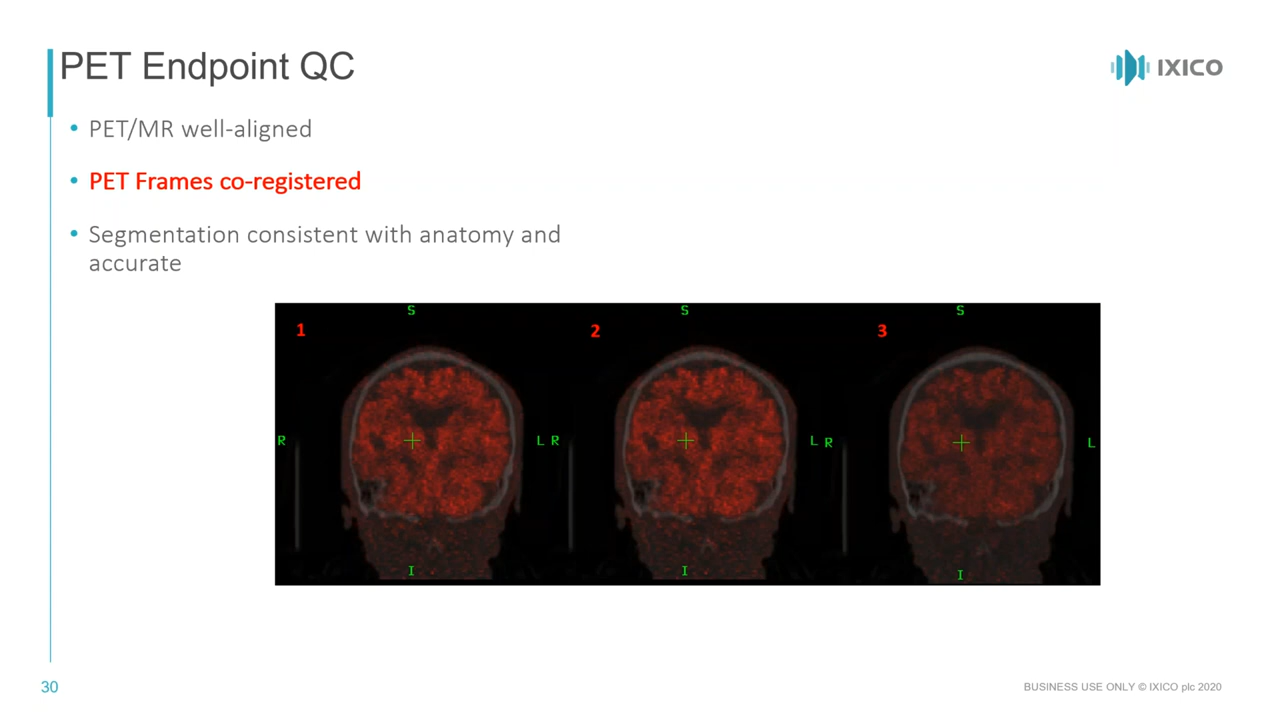 PET Endpoint QC
IXICO
• PET/MR well-aligned
• PET Frames co-registered
• Segmentation consistent with anatomy and
accurate
S S S
1 2 3
R L R L R L
I I I
30
BUSINESS USE ONLY © IXICO plc 2020